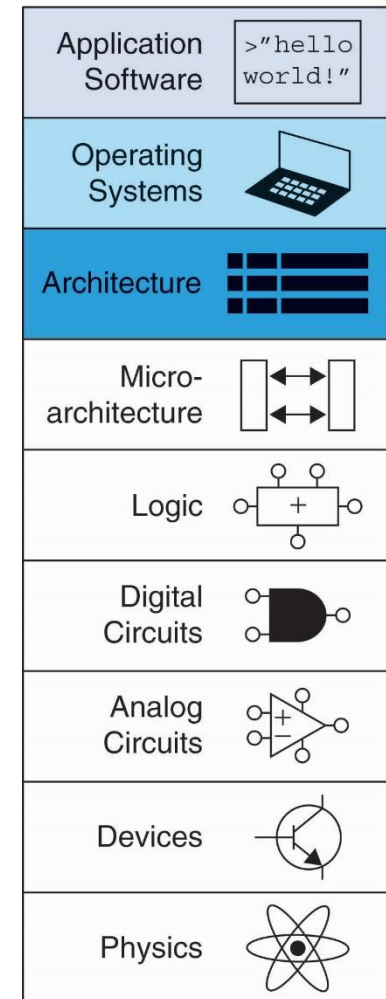 Application
Software
>"hello
world!"
Operating
Systems
Architecture
Micro-
architecture
Logic
+
Digital
Circuits
Analog
Circuits
+
−
Devices
Physics